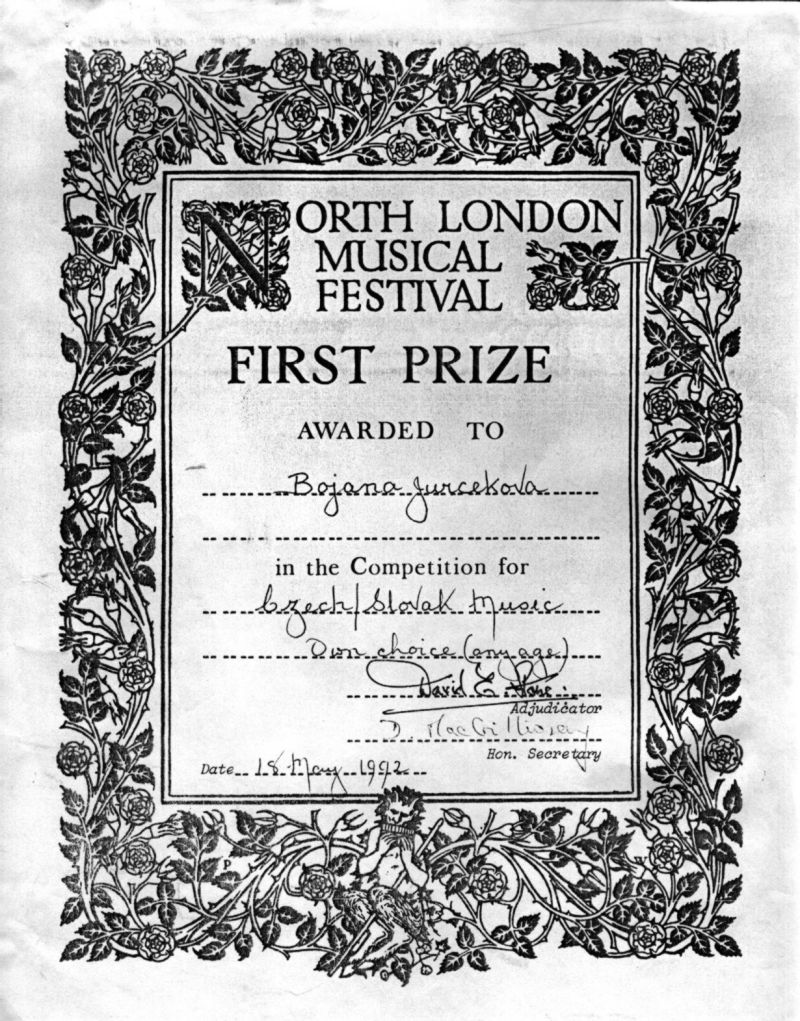 NORTH LONDON
MUSICAL
FESTIVAL
FIRST PRIZE
AWARDED TO
Bojana Jurcekova
in the Competition for
Czech/Slovak Music
Own choice (any age)
David E.
Adjudicator
D. MacGillivray
Hon. Secretary
Date 18 May 1992